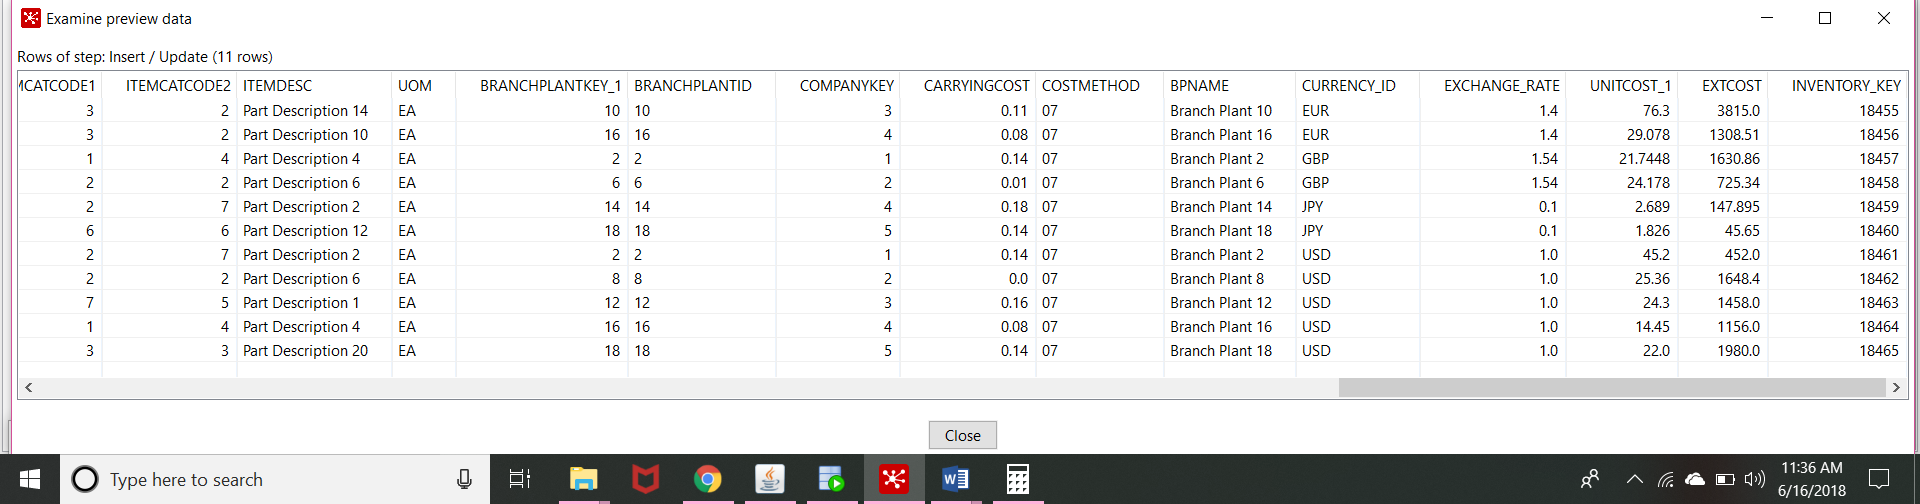 Examine preview data
Rows of step: Insert / Update (11 rows)
MCATCODE1 ITEMCATCODE2 ITEMDESC UOM BRANCHPLANTKEY_1 BRANCHPLANTID COMPANYKEY CARRYINGCOST COSTMETHOD BPNAME CURRENCY_ID EXCHANGE_RATE UNITCOST_1 EXTCOST INVENTORY_KEY
3 2 Part Description 14 EA 10 10 3 0.11 07 Branch Plant 10 EUR 1.4 76.3 3815.0 18455
3 2 Part Description 10 EA 16 16 4 0.08 07 Branch Plant 16 EUR 1.4 29.078 1308.51 18456
1 4 Part Description 4 EA 2 2 1 0.14 07 Branch Plant 2 GBP 1.54 21.7448 1630.86 18457
2 2 Part Description 6 EA 6 6 2 0.01 07 Branch Plant 6 GBP 1.54 24.178 725.34 18458
2 7 Part Description 2 EA 14 14 4 0.18 07 Branch Plant 14 JPY 0.1 2.689 147.895 18459
6 6 Part Description 12 EA 18 18 5 0.14 07 Branch Plant 18 JPY 0.1 1.826 45.65 18460
2 7 Part Description 2 EA 2 2 1 0.14 07 Branch Plant 2 USD 1.0 45.2 452.0 18461
2 2 Part Description 6 EA 8 8 2 0.0 07 Branch Plant 8 USD 1.0 25.36 1648.4 18462
7 5 Part Description 1 EA 12 12 3 0.16 07 Branch Plant 12 USD 1.0 24.3 1458.0 18463
1 4 Part Description 4 EA 16 16 4 0.08 07 Branch Plant 16 USD 1.0 14.45 1156.0 18464
3 3 Part Description 20 EA 18 18 5 0.14 07 Branch Plant 18 USD 1.0 22.0 1980.0 18465
Close
Type here to search
11:36 AM
6/16/2018